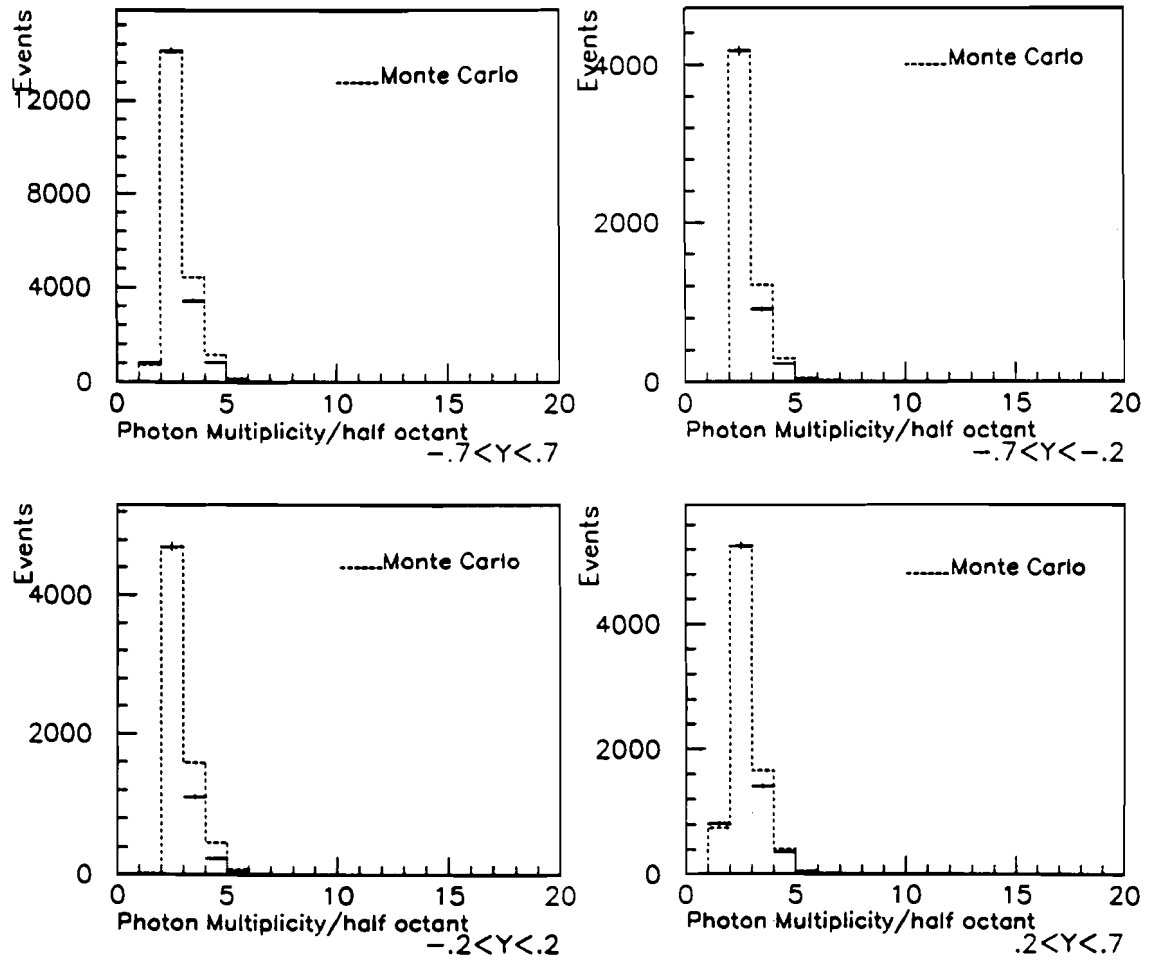 Events
Monte Carlo
12000
8000
4000
0
0 5 10 15 20
Photon Multiplicity/half octant
-.7<Y<.7
Events
Monte Carlo
4000
2000
0
0 5 10 15 20
Photon Multiplicity/half octant
-.7<Y<-.2
Events
Monte Carlo
4000
2000
0
0 5 10 15 20
Photon Multiplicity/half octant
-.2<Y<.2
Events
Monte Carlo
4000
2000
0
0 5 10 15 20
Photon Multiplicity/half octant
.2<Y<.7